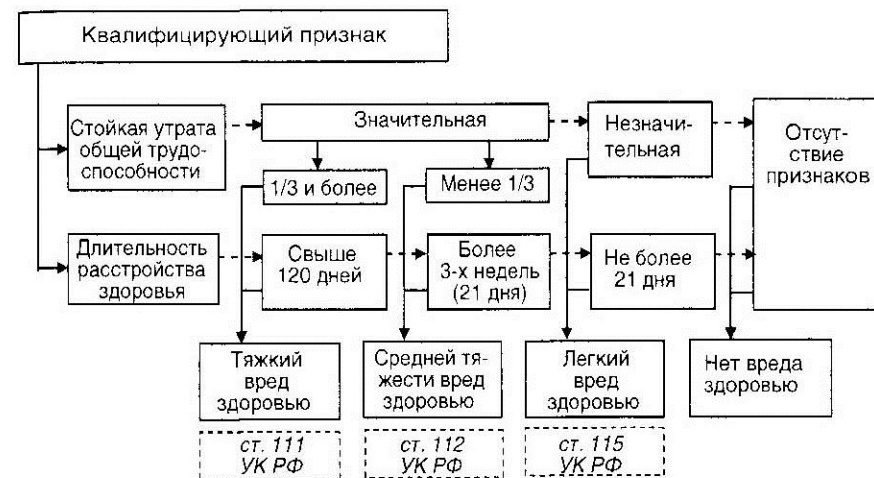 Квалифицирующий признак
Стойкая утрата
общей трудо-
способности
Значительная
Незначи-
тельная
Отсут-
ствие
признаков
1/3 и более
Менее 1/3
Длительность
расстройства
здоровья
Свыше
120 дней
Более
3-х недель
(21 дня)
Не более
21 дня
Тяжкий
вред
здоровью
Средней тя-
жести вред
здоровью
Легкий
вред
здоровью
Нет вреда
здоровью
ст. 111
УК РФ
ст. 112
УК РФ
ст. 115
УК РФ